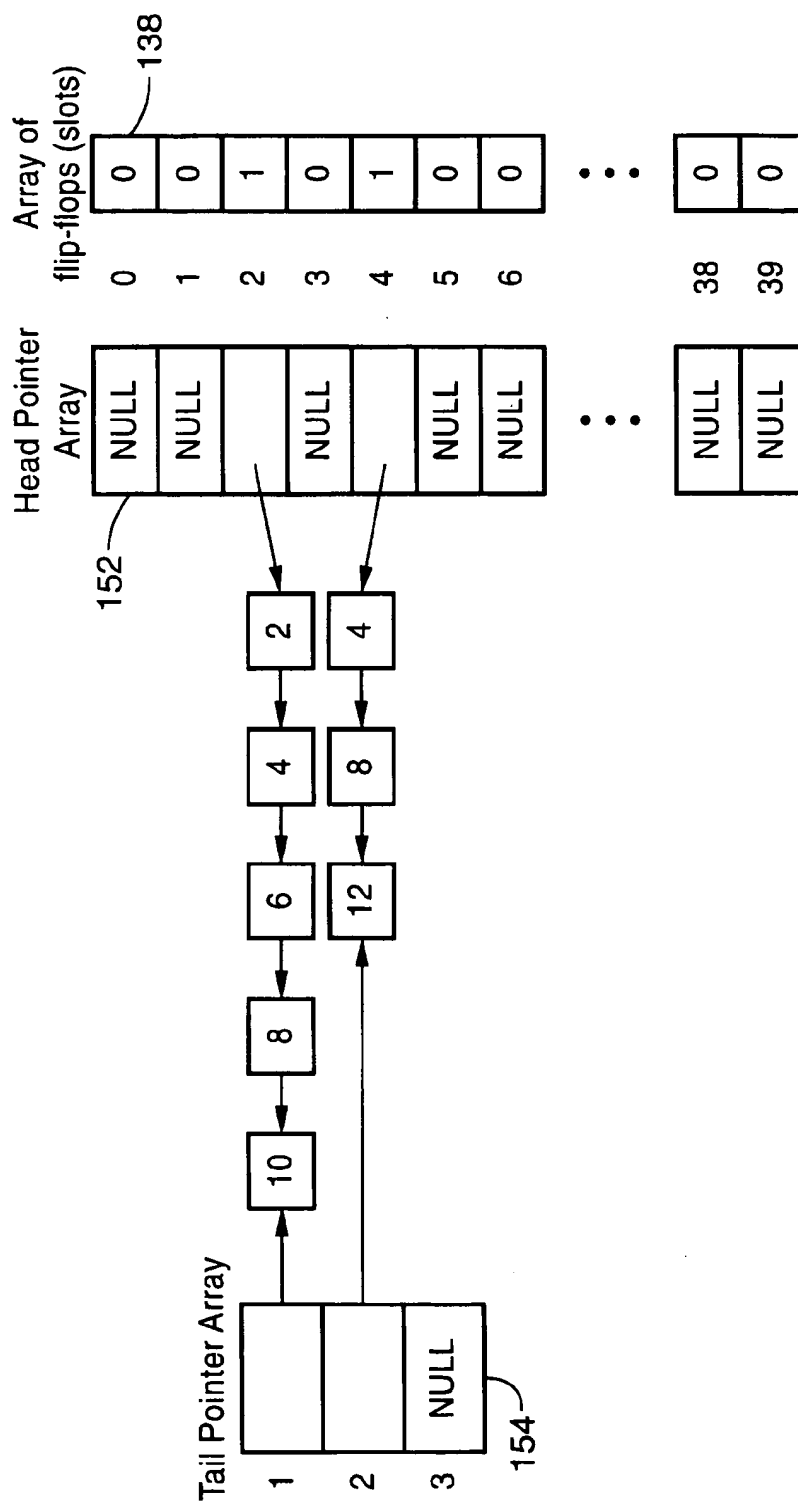 Tail Pointer Array
1
2
3
NULL
154
10
8
6
4
2
12
8
4
Head Pointer
Array
152
NULL
NULL
NULL
NULL
NULL
NULL
NULL
0
1
2
3
4
5
6
38
39
Array of
flip-flops (slots)
138
0
0
1
0
1
0
0
0
0